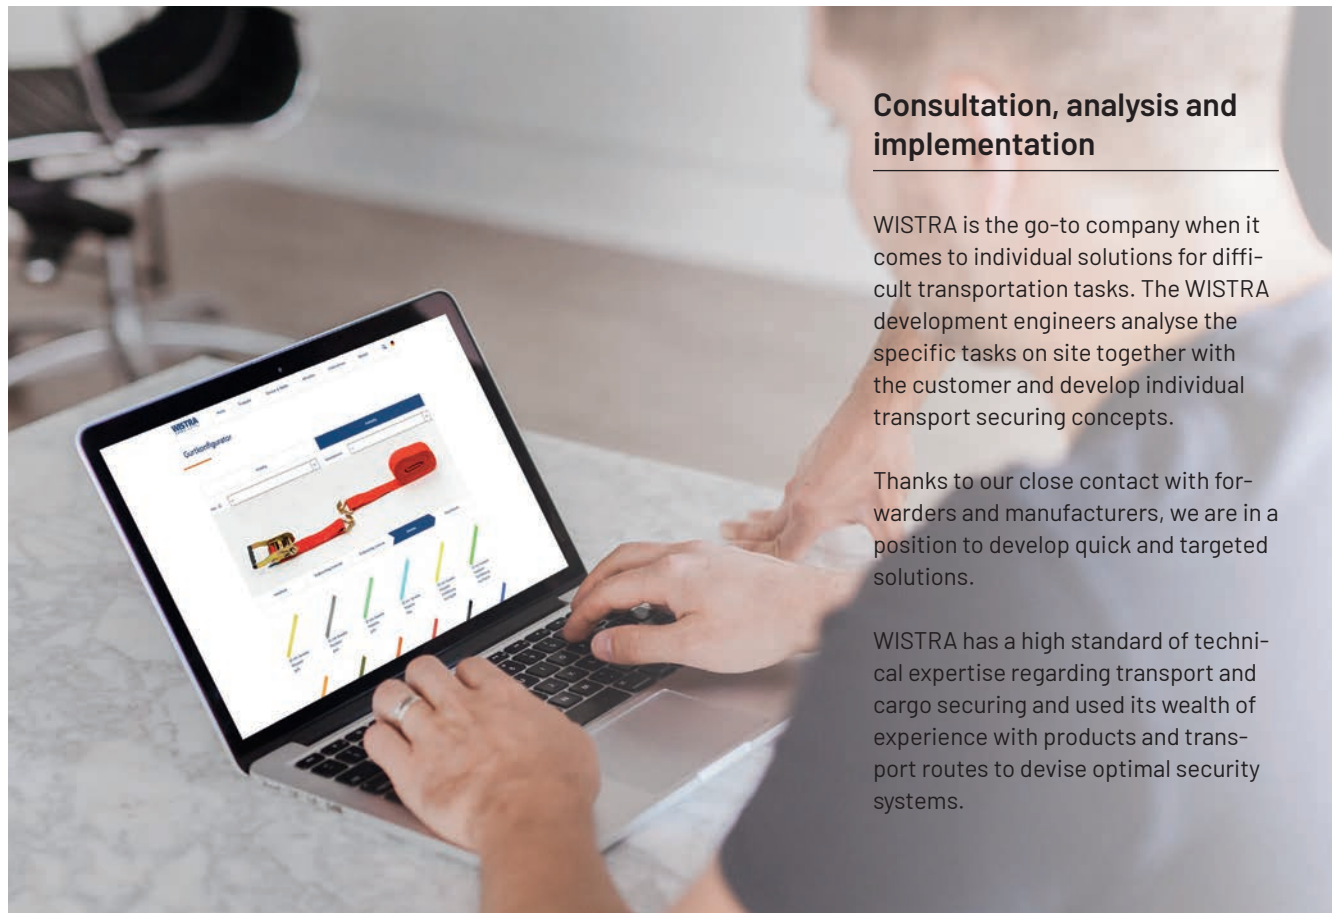 Consultation, analysis and
implementation
WISTRA is the go-to company when it
comes to individual solutions for diffi-
cult transportation tasks. The WISTRA
development engineers analyse the
specific tasks on site together with
the customer and develop individual
transport securing concepts.
Thanks to our close contact with for-
warders and manufacturers, we are in a
position to develop quick and targeted
solutions.
WISTRA has a high standard of techni-
cal expertise regarding transport and
cargo securing and used its wealth of
experience with products and trans-
port routes to devise optimal security
systems.
WISTRA
Gurtkonfigurator